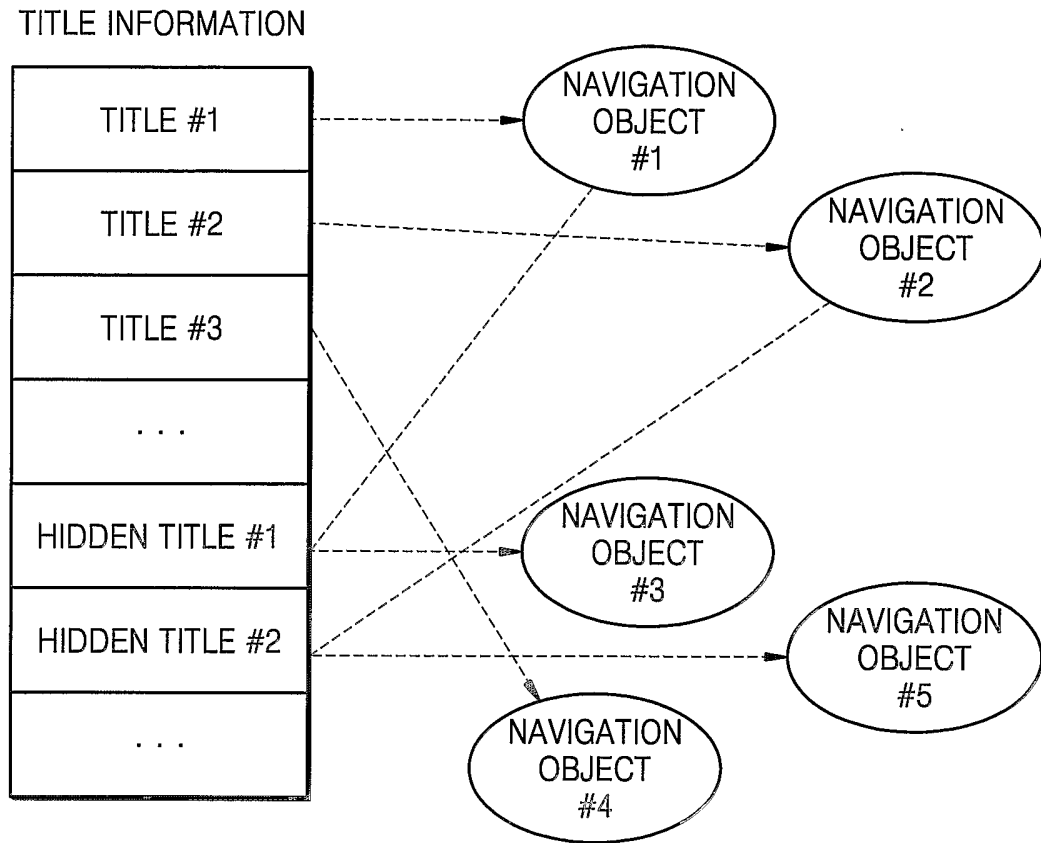 TITLE INFORMATION
TITLE #1
TITLE #2
TITLE #3
. . .
HIDDEN TITLE #1
HIDDEN TITLE #2
. . .
NAVIGATION
OBJECT
#1
NAVIGATION
OBJECT
#2
NAVIGATION
OBJECT
#3
NAVIGATION
OBJECT
#5
NAVIGATION
OBJECT
#4